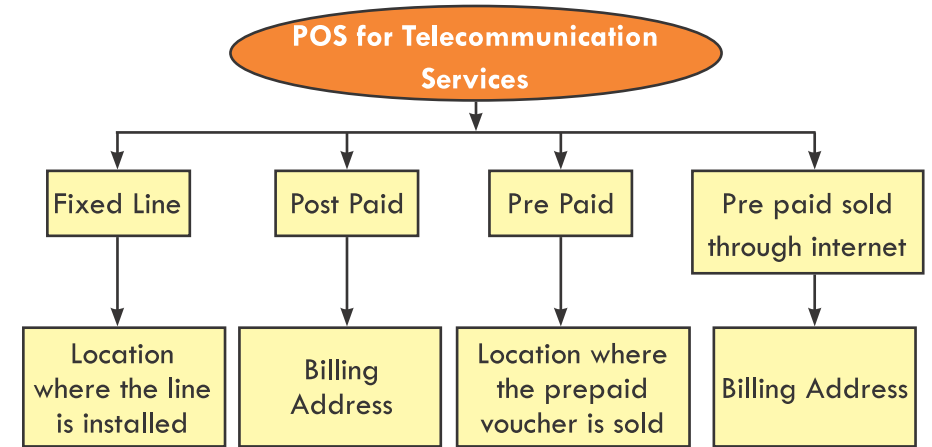 POS for Telecommunication
Services
Fixed Line
Post Paid
Pre Paid
Pre paid sold
through internet
Location
where the line
is installed
Billing
Address
Location where
the prepaid
voucher is sold
Billing Address